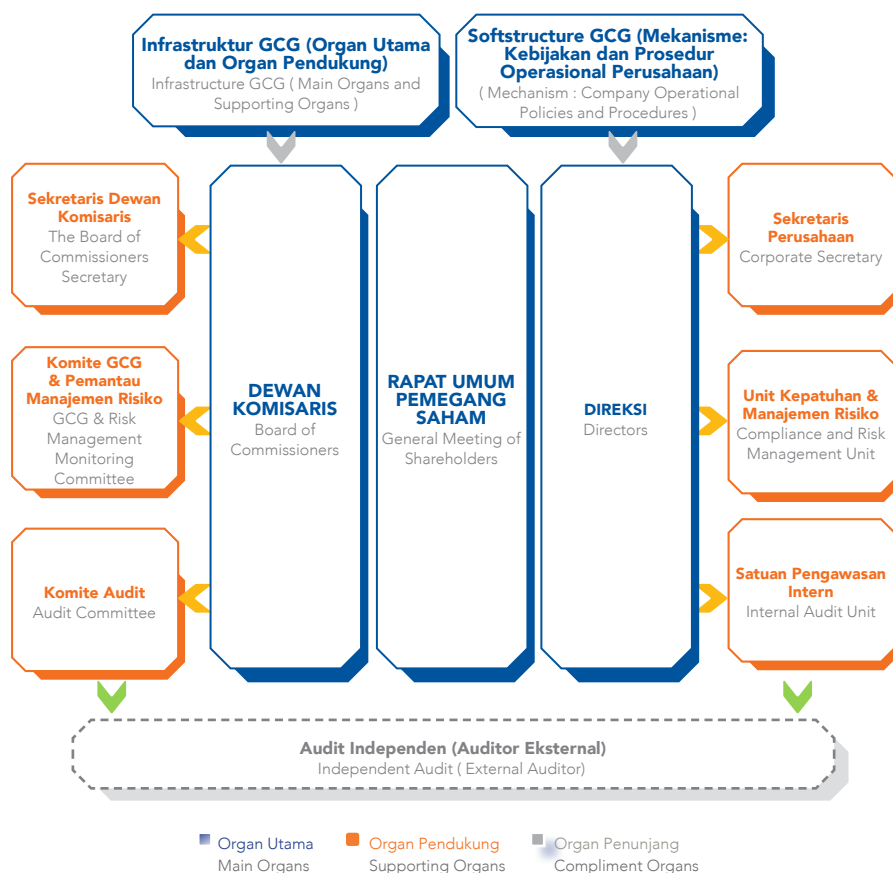 Infrastruktur GCG (Organ Utama
dan Organ Pendukung)
Infrastructure GCG ( Main Organs and
Supporting Organs )
Softstructure GCG (Mekanisme:
Kebijakan dan Prosedur
Operasional Perusahaan)
( Mechanism : Company Operational
Policies and Procedures )
Sekretaris Dewan
Komisaris
The Board of
Commissioners
Secretary
Komite GCG
& Pemantau
Manajemen Risiko
GCG & Risk
Management
Monitoring
Committee
Komite Audit
Audit Committee
DEWAN
KOMISARIS
Board of
Commissioners
RAPAT UMUM
PEMEGANG
SAHAM
General Meeting of
Shareholders
DIREKSI
Directors
Sekretaris
Perusahaan
Corporate Secretary
Unit Kepatuhan &
Manajemen Risiko
Compliance and Risk
Management Unit
Satuan Pengawasan
Intern
Internal Audit Unit
Audit Independen (Auditor Eksternal)
Independent Audit ( External Auditor)
Organ Utama
Main Organs
Organ Pendukung
Supporting Organs
Organ Penunjang
Compliment Organs